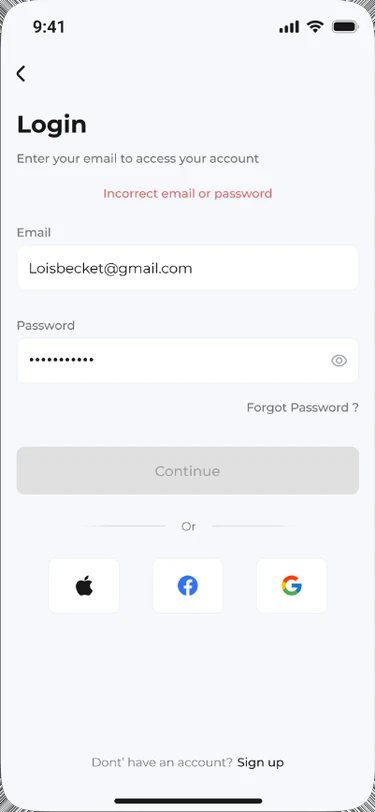 9:41
Login
Enter your email to access your account
Incorrect email or password
Email
Loisbecket@gmail.com
Password
•••••••••••
Forgot Password ?
Continue
Or
Dont' have an account? Sign up